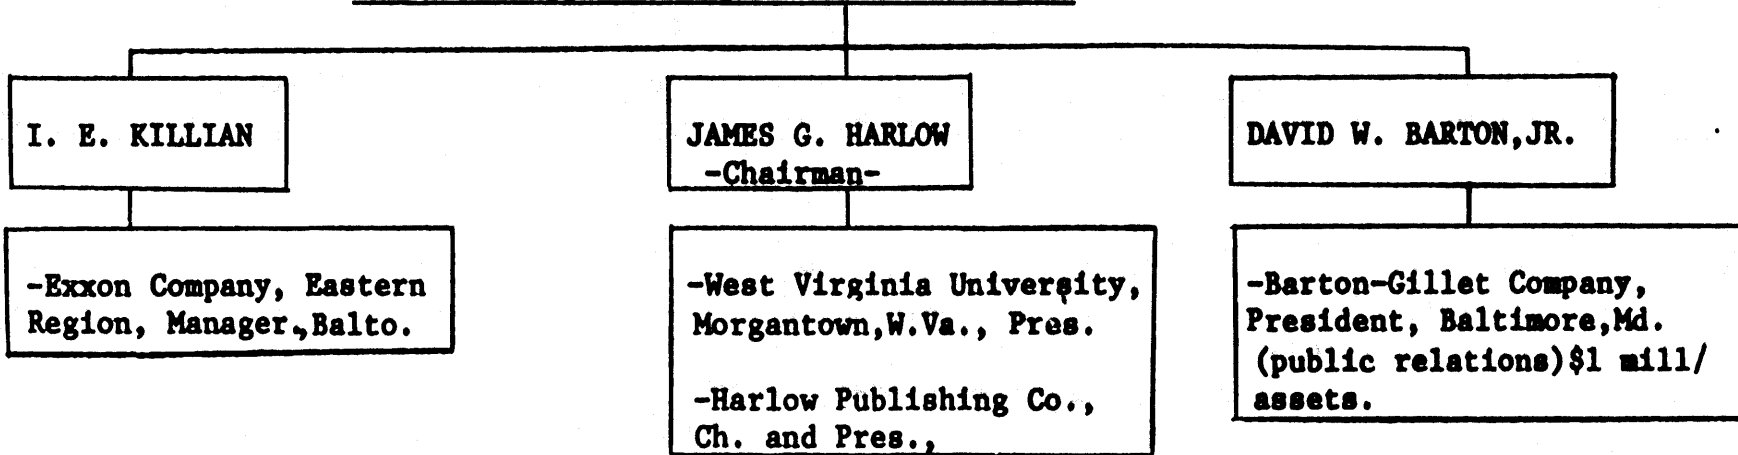 I. E. KILLIAN
JAMES G. HARLOW
-Chairman-
DAVID W. BARTON,JR.
-Exxon Company, Eastern
Region, Manager.,Balto.
-West Virginia University,
Morgantown,W.Va., Pres.
-Harlow Publishing Co.,
Ch. and Pres.,
-Barton-Gillet Company,
President, Baltimore,Md.
(public relations)$1 mill/
assets.